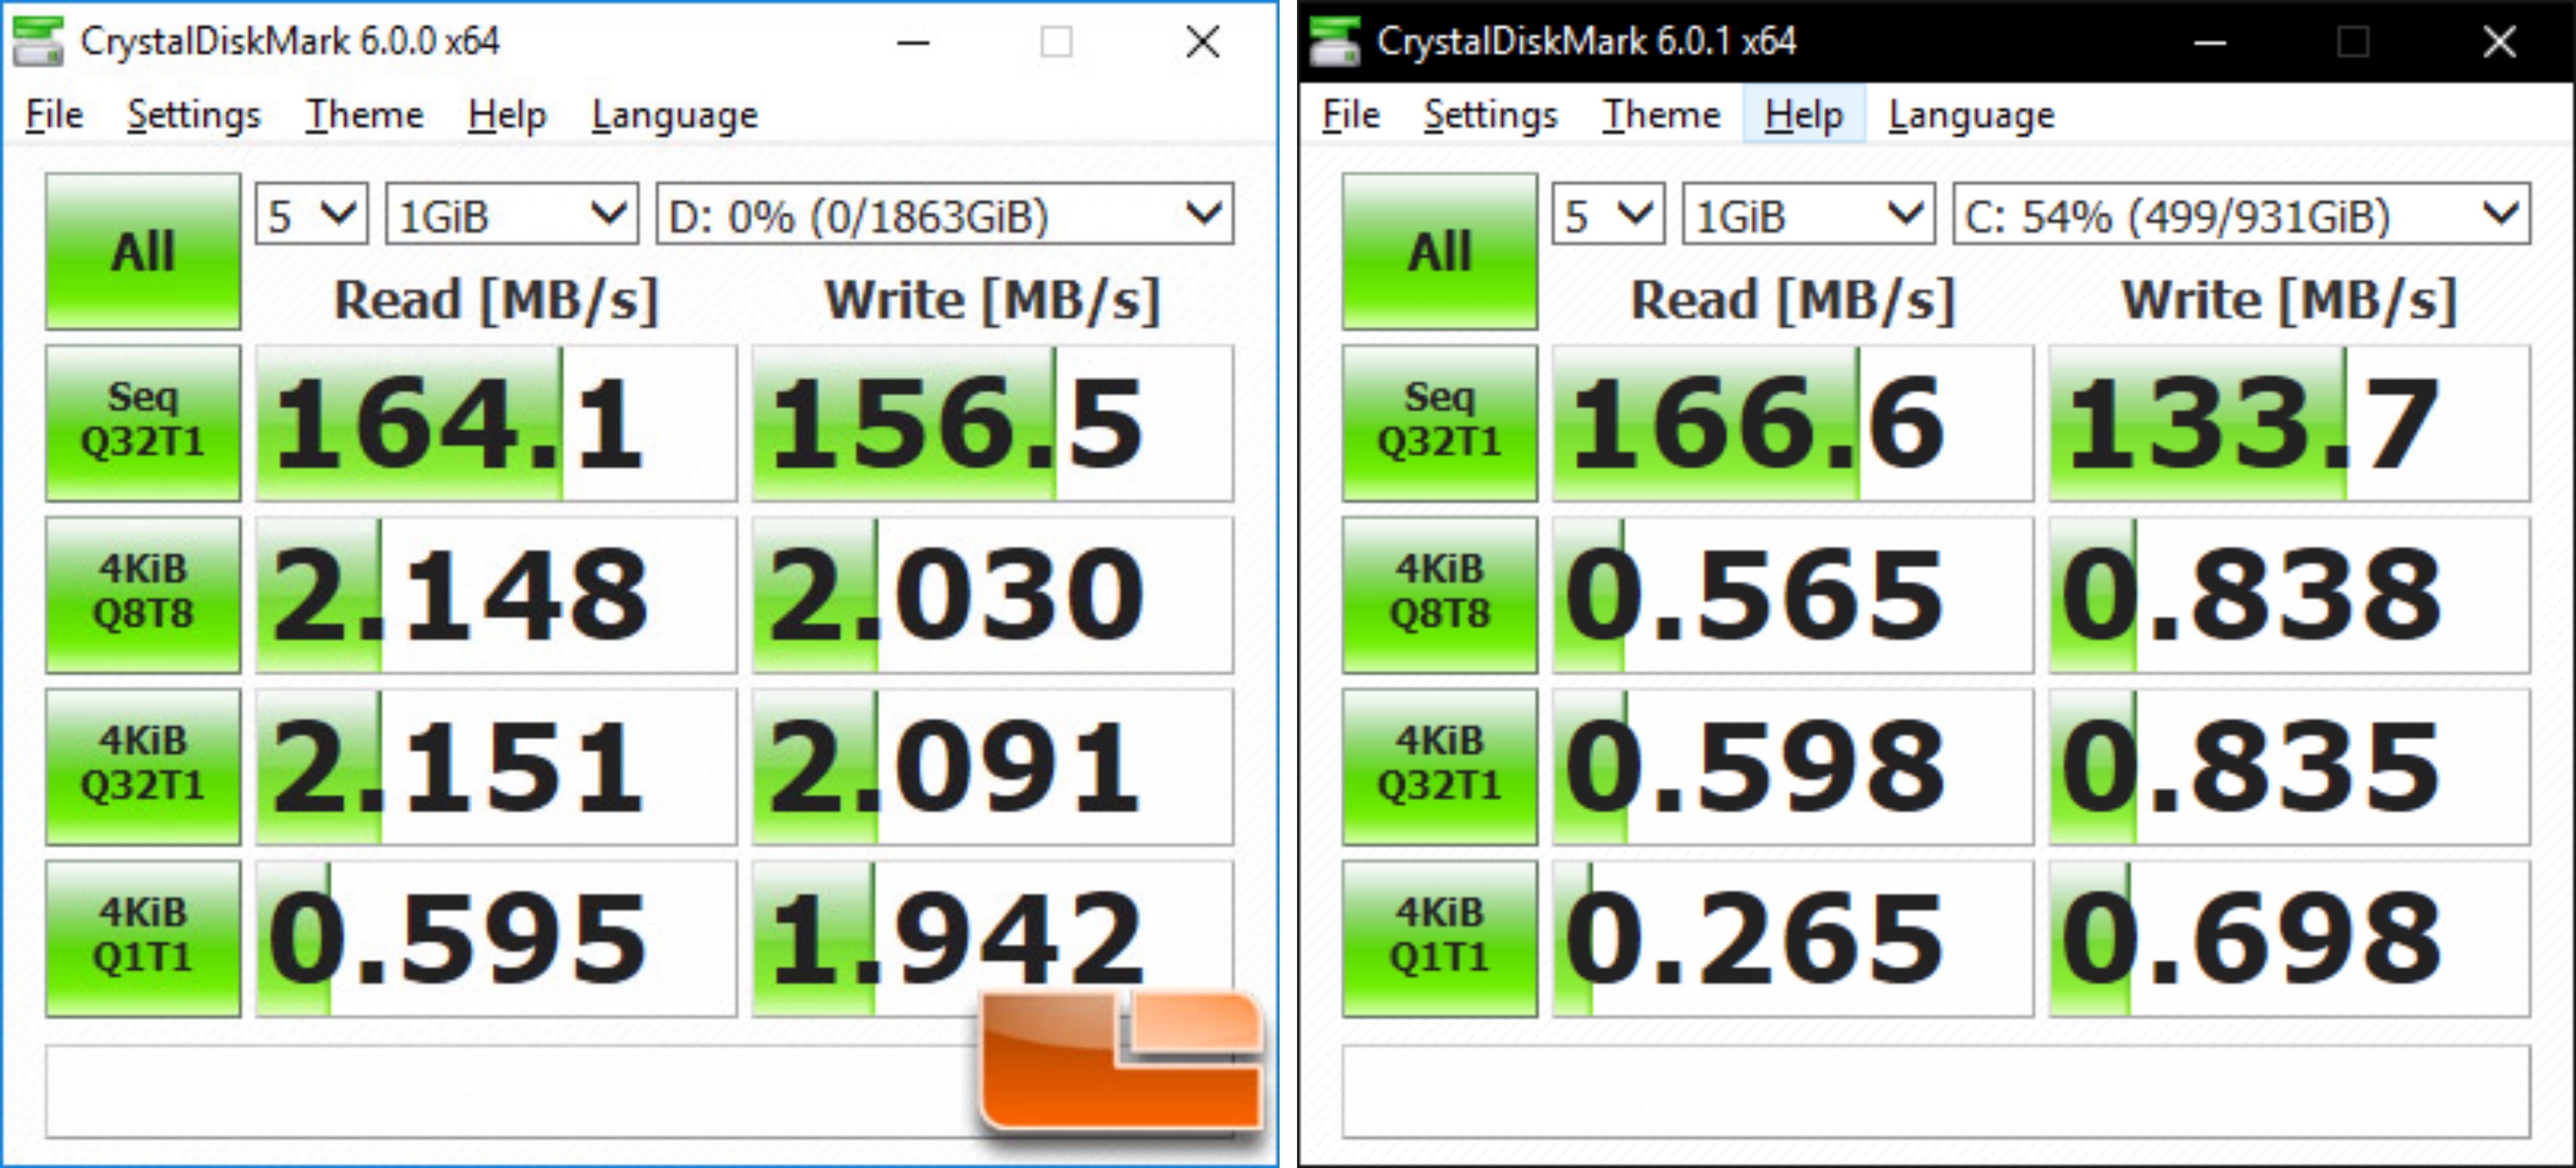 CrystalDiskMark 6.0.0 x64
File Settings Theme Help Language
All
5 1GiB D: 0% (0/1863GiB)
Read [MB/s] Write [MB/s]
Seq
Q32T1
164.1 156.5
4KiB
Q8T8
2.148 2.030
4KiB
Q32T1
2.151 2.091
4KiB
Q1T1
0.595 1.942
CrystalDiskMark 6.0.1 x64
File Settings Theme Help Language
All
5 1GiB C: 54% (499/931GiB)
Read [MB/s] Write [MB/s]
Seq
Q32T1
166.6 133.7
4KiB
Q8T8
0.565 0.838
4KiB
Q32T1
0.598 0.835
4KiB
Q1T1
0.265 0.698